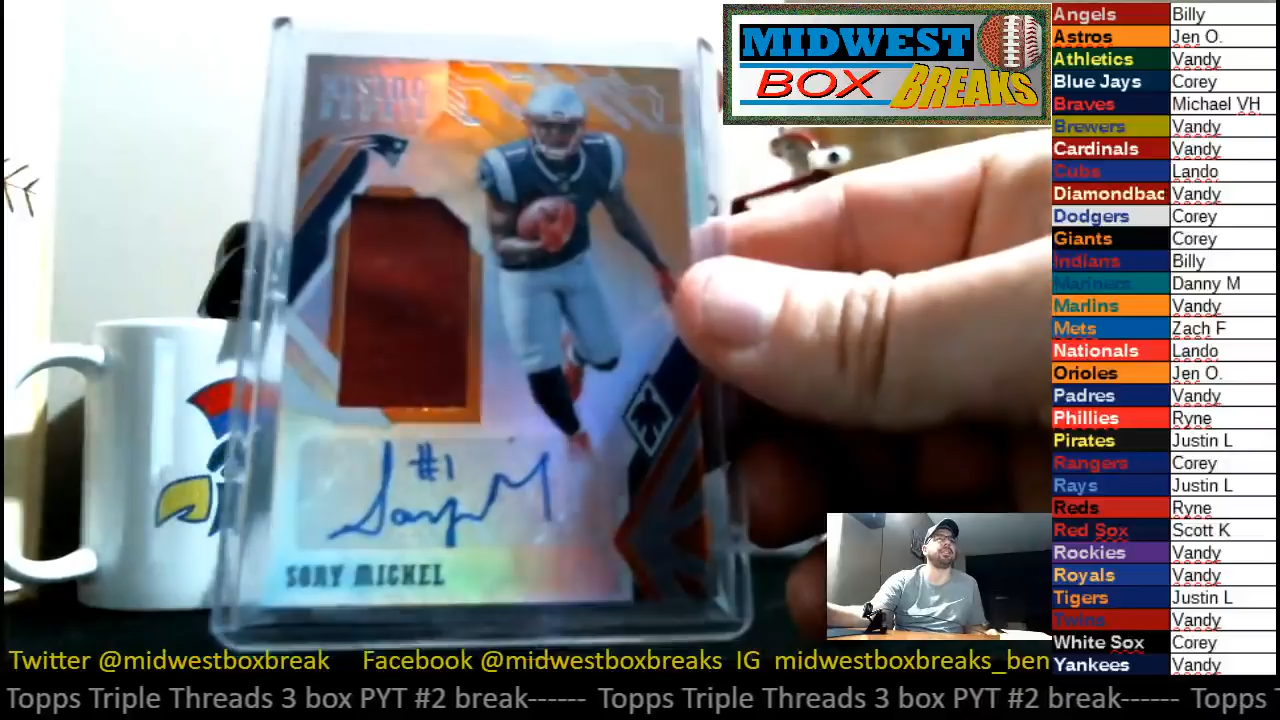 MIDWEST
BOX BREAKS
#1
SONY MICHEL
Angels Billy
Astros Jen O.
Athletics Vandy
Blue Jays Corey
Braves Michael VH
Brewers Vandy
Cardinals Vandy
Cubs Lando
Diamondbac Vandy
Dodgers Corey
Giants Corey
Indians Billy
Mariners Danny M
Marlins Vandy
Mets Zach F
Nationals Lando
Orioles Jen O.
Padres Vandy
Phillies Ryne
Pirates Justin L
Rangers Corey
Rays Justin L
Reds Ryne
Red Sox Scott K
Rockies Vandy
Royals Vandy
Tigers Justin L
Twins Vandy
White Sox Corey
Yankees Vandy
Twitter @midwestboxbreak Facebook @midwestboxbreaks IG midwestboxbreaks_ben
Topps Triple Threads 3 box PYT #2 break------ Topps Triple Threads 3 box PYT #2 break------ Topps